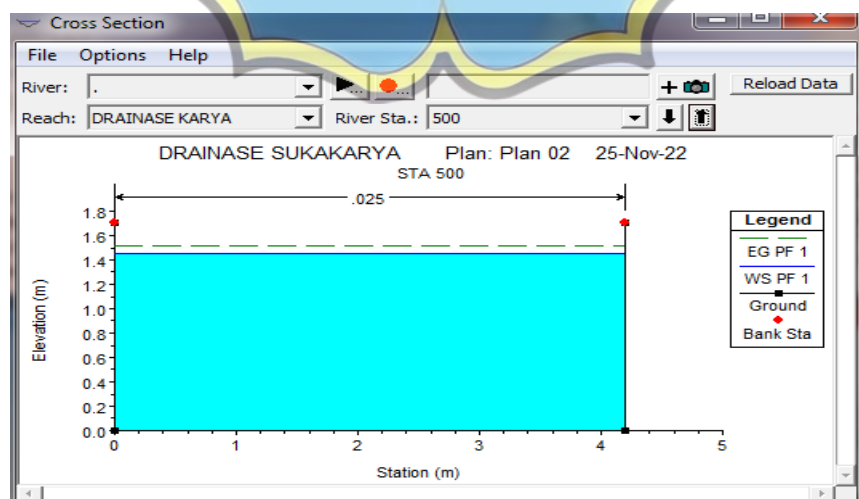 Cross Section
File Options Help
River: . + Reload Data
Reach: DRAINASE KARYA River Sta.: 500
DRAINASE SUKAKARYA Plan: Plan 02 25-Nov-22
STA 500
.025
Elevation (m)
1.8
1.6
1.4
1.2
1.0
0.8
0.6
0.4
0.2
0.0
0 1 2 3 4 5
Station (m)
Legend
EG PF 1
WS PF 1
Ground
Bank Sta